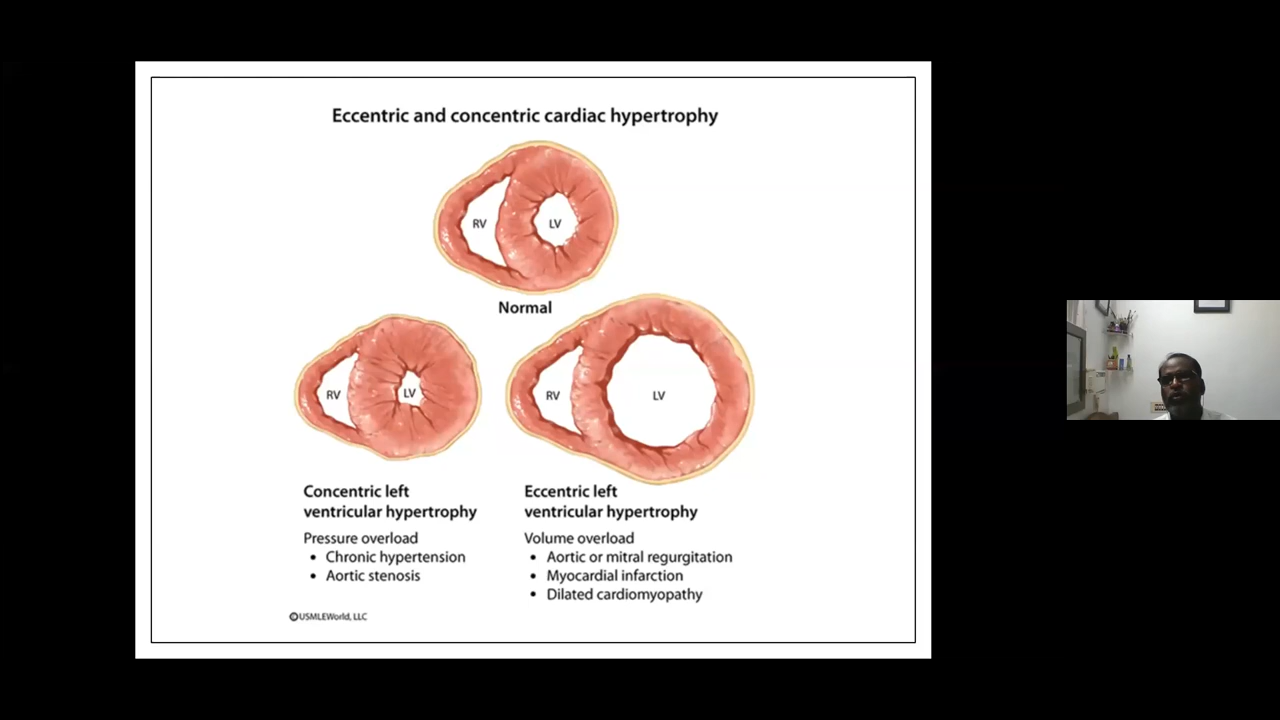 Eccentric and concentric cardiac hypertrophy
RV
LV
Normal
RV
LV
RV
LV
Concentric left
ventricular hypertrophy
Pressure overload
• Chronic hypertension
• Aortic stenosis
Eccentric left
ventricular hypertrophy
Volume overload
• Aortic or mitral regurgitation
• Myocardial infarction
• Dilated cardiomyopathy
©USMLEWorld, LLC